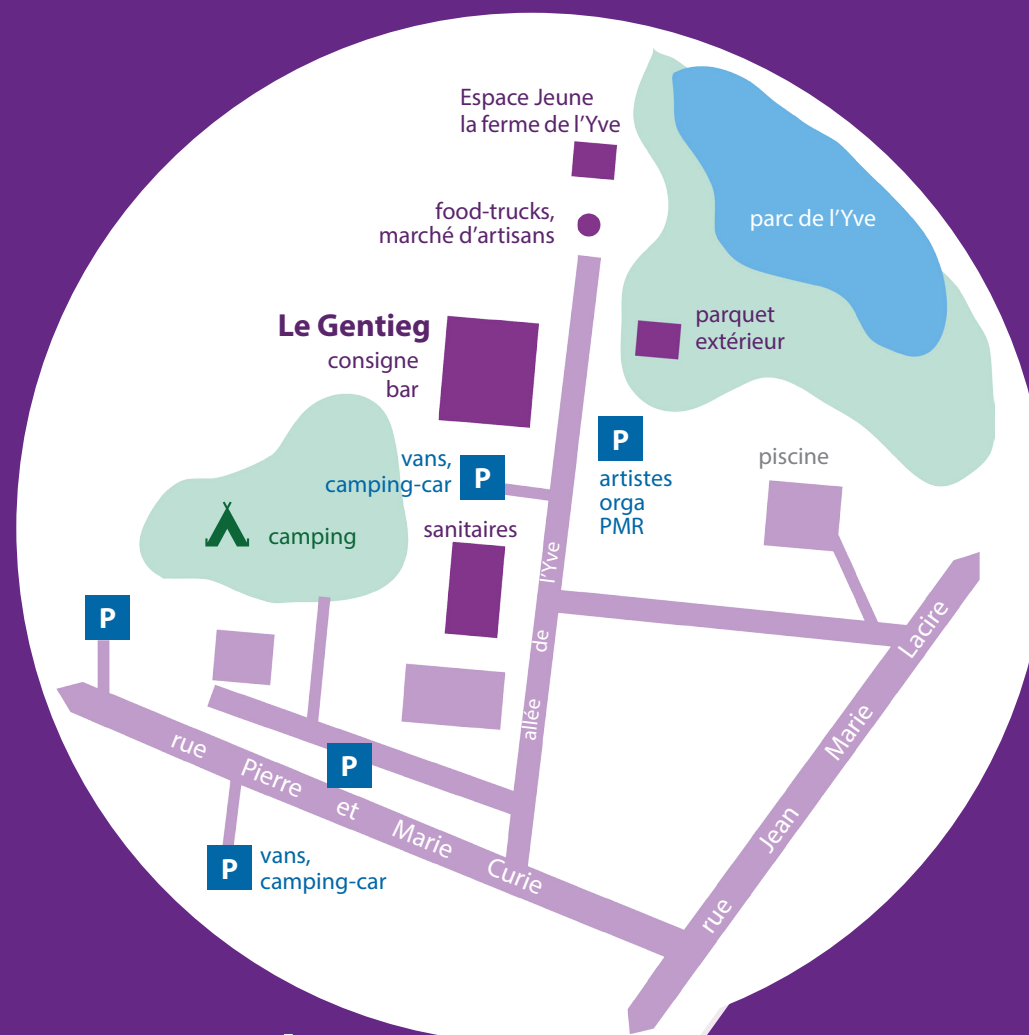 Espace Jeune
la ferme de l'Yve
food-trucks,
marché d'artisans
parc de l'Yve
Le Gentieg
consigne
bar
parquet
extérieur
P
artistes
orga
PMR
vans,
camping-car
P
piscine
camping
sanitaires
allée de l'Yve
P
rue Jean Marie Lacire
rue Pierre et Marie Curie
P
P
vans,
camping-car